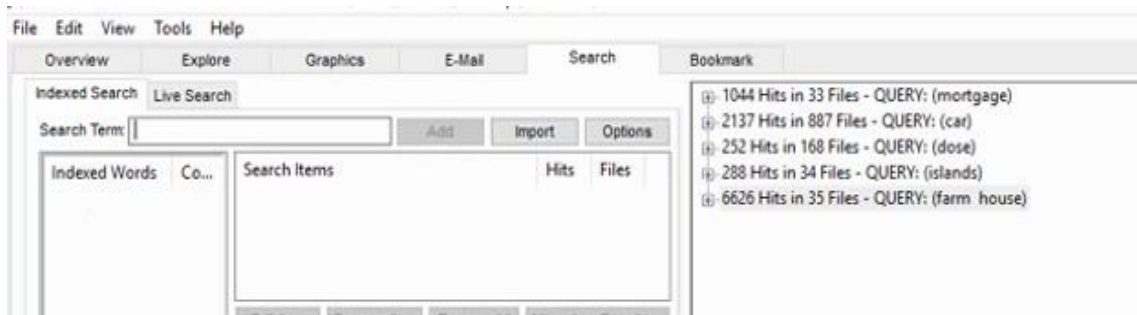 File Edit View Tools Help
Overview Explore Graphics E-Mail Search Bookmark
Indexed Search Live Search
Search Term: Add Import Options
Indexed Words Co... Search Items Hits Files
1044 Hits in 33 Files - QUERY: (mortgage)
2137 Hits in 887 Files - QUERY: (car)
252 Hits in 168 Files - QUERY: (dose)
288 Hits in 34 Files - QUERY: (islands)
6626 Hits in 35 Files - QUERY: (farm house)